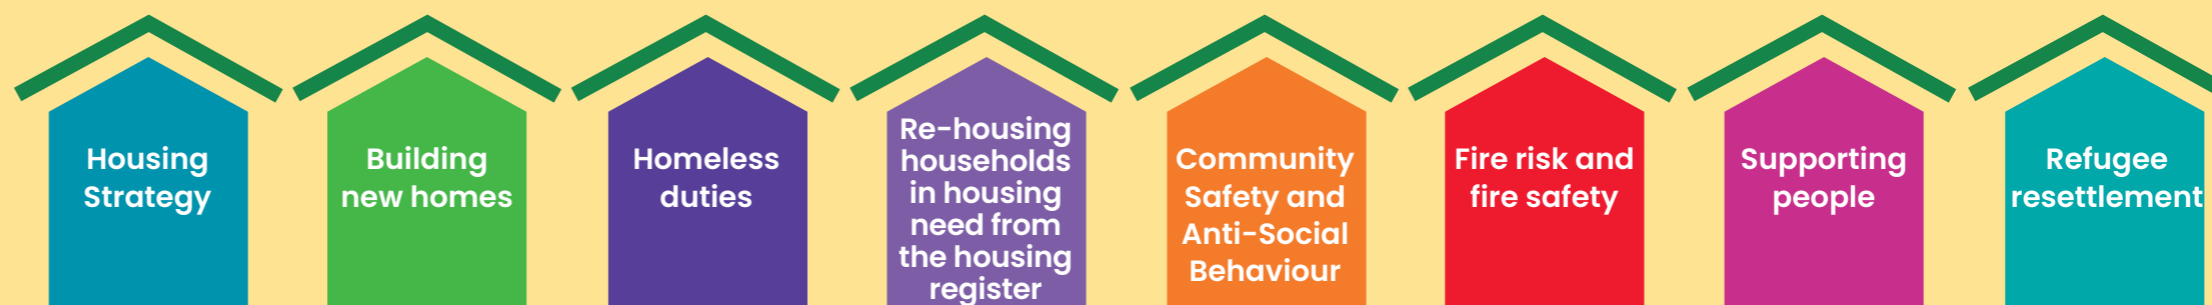 Housing
Strategy
Building
new homes
Homeless
duties
Re-housing
households
in housing
need from
the housing
register
Community
Safety and
Anti-Social
Behaviour
Fire risk and
fire safety
Supporting
people
Refugee
resettlement